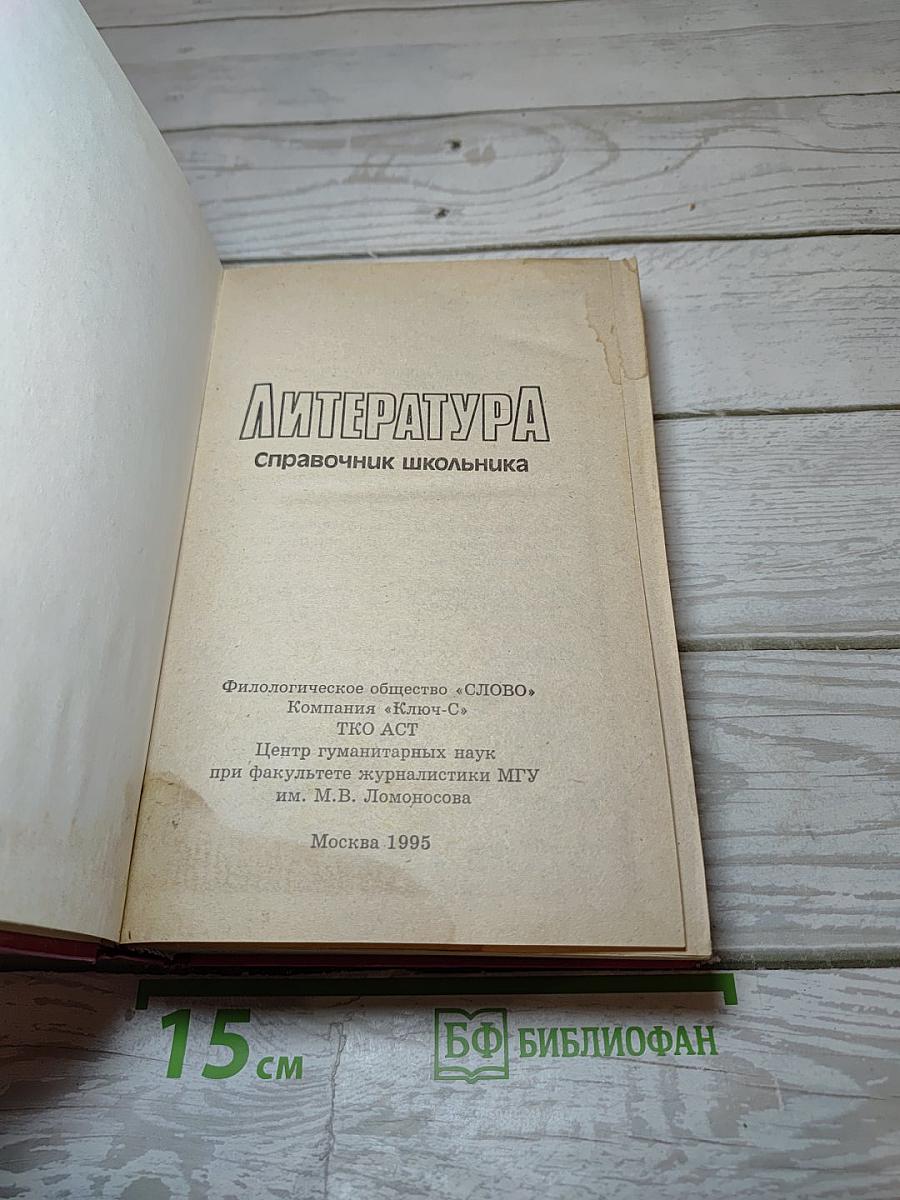 ЛИТЕРАТУРА
справочник школьника
Филологическое общество «СЛОВО»
Компания «Ключ-С»
ТКО АСТ
Центр гуманитарных наук
при факультете журналистики МГУ
им. М.В. Ломоносова
Москва 1995
15 см
БФ БИБЛИОФАН